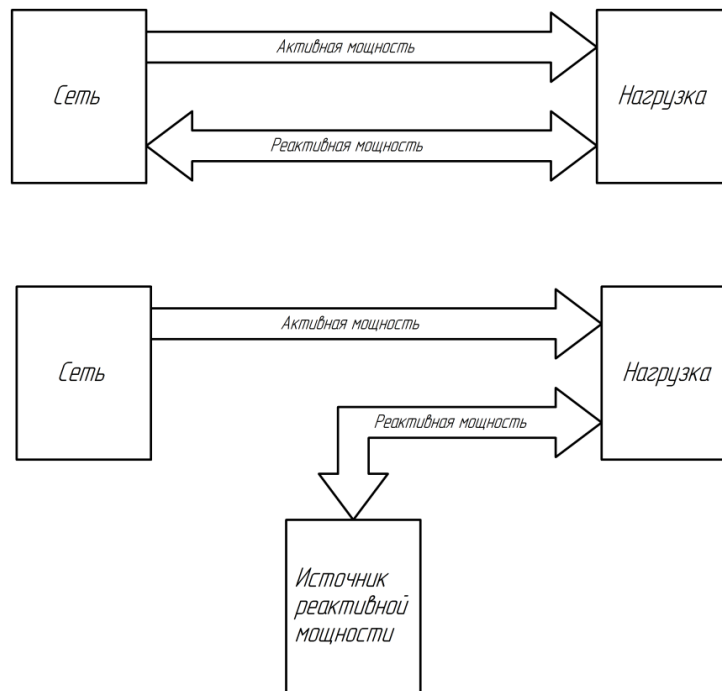 Активная мощность
Сеть
Нагрузка
Реактивная мощность
Активная мощность
Сеть
Нагрузка
Реактивная мощность
Источник
реактивной
мощности